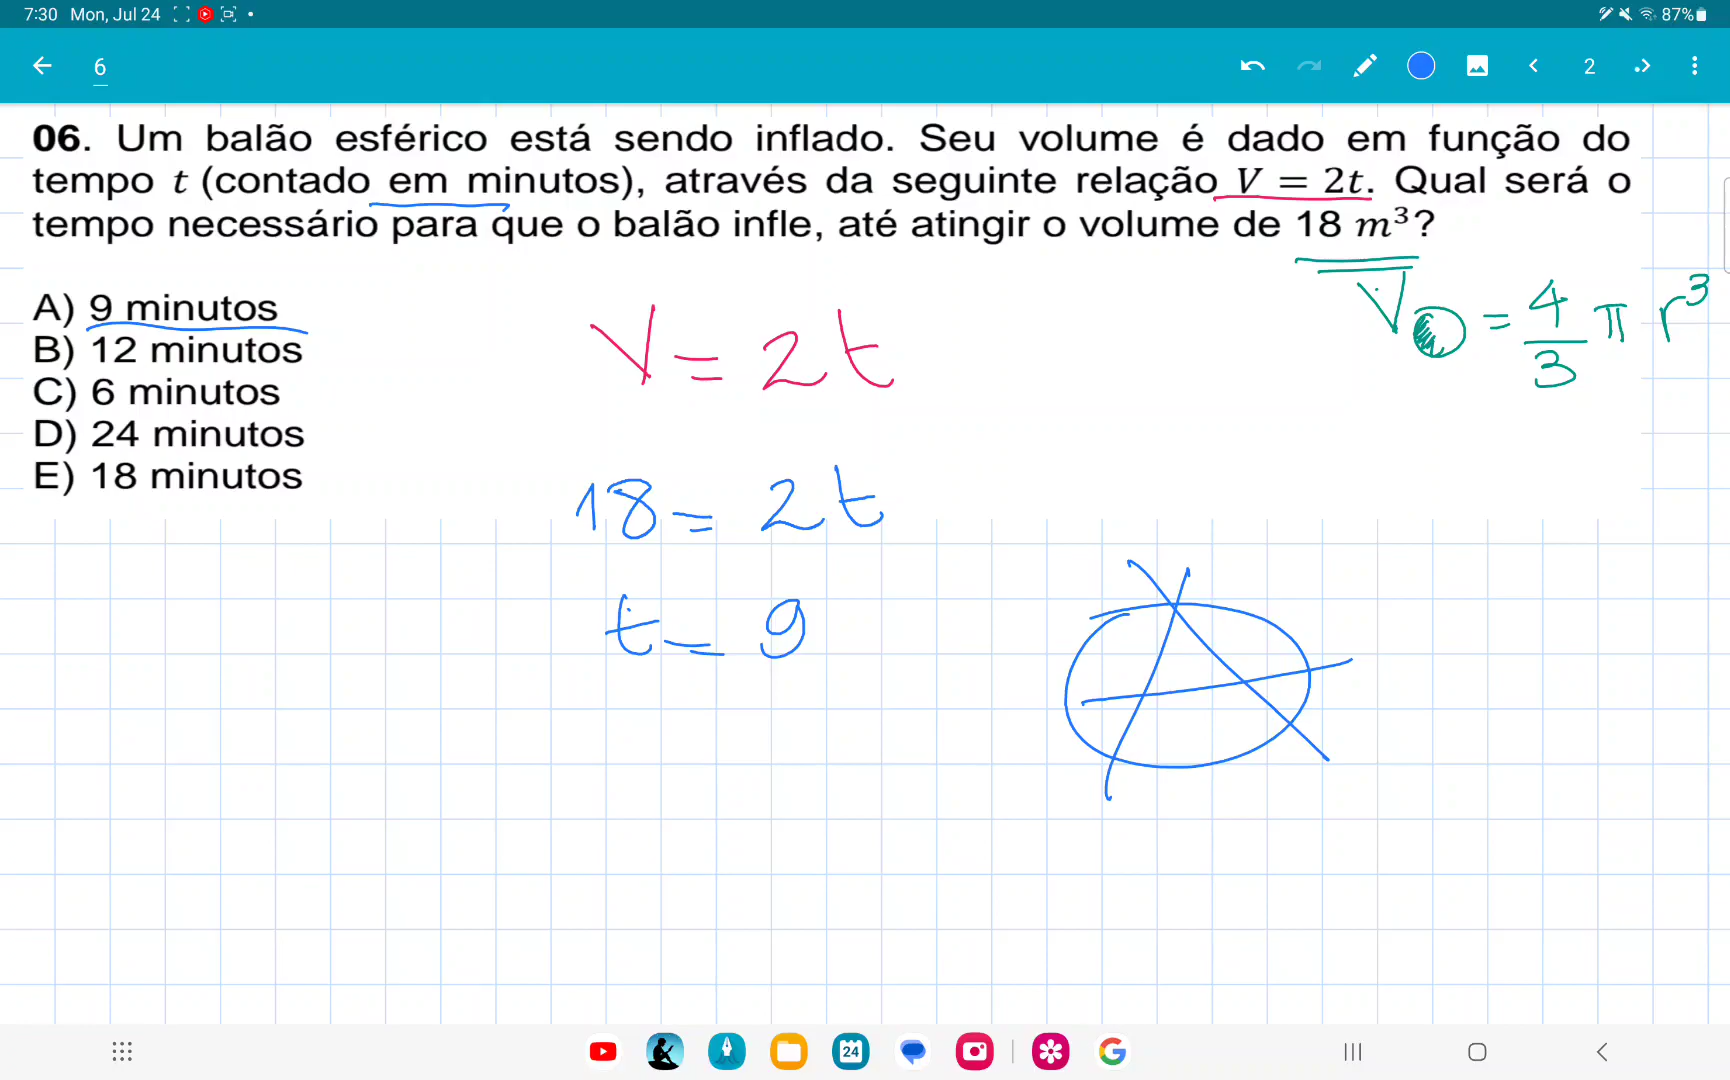 7:30 Mon, Jul 24
87%
6
2
06. Um balão esférico está sendo inflado. Seu volume é dado em função do
tempo t (contado em minutos), através da seguinte relação V = 2t. Qual será o
tempo necessário para que o balão infle, até atingir o volume de 18 m³?
A) 9 minutos
B) 12 minutos
C) 6 minutos
D) 24 minutos
E) 18 minutos
V = 4/3 π r³
V = 2t
18 = 2t
t = 9
A
24